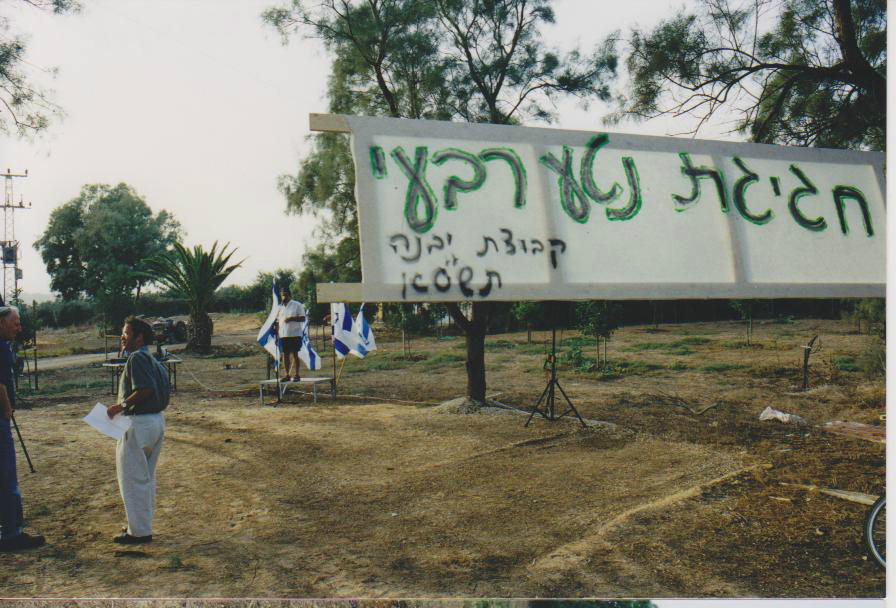 חגיגת נטע רבעי
קבוצת יבנה
תשס"א